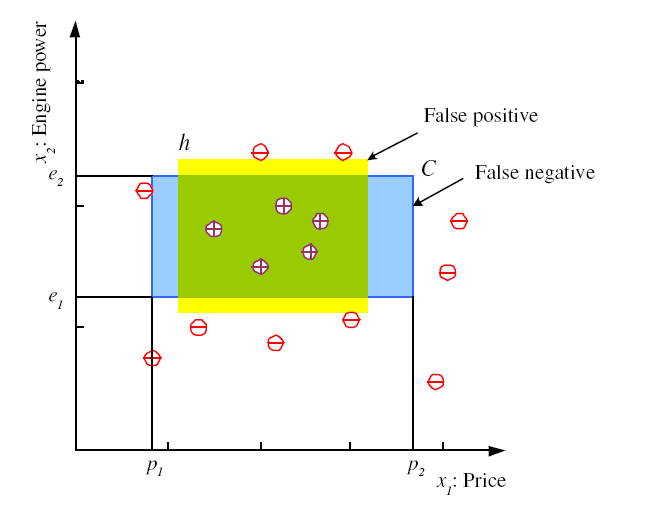 x₂: Engine power
h
False positive
C
False negative
e₂
e₁
p₁
p₂
x₁: Price